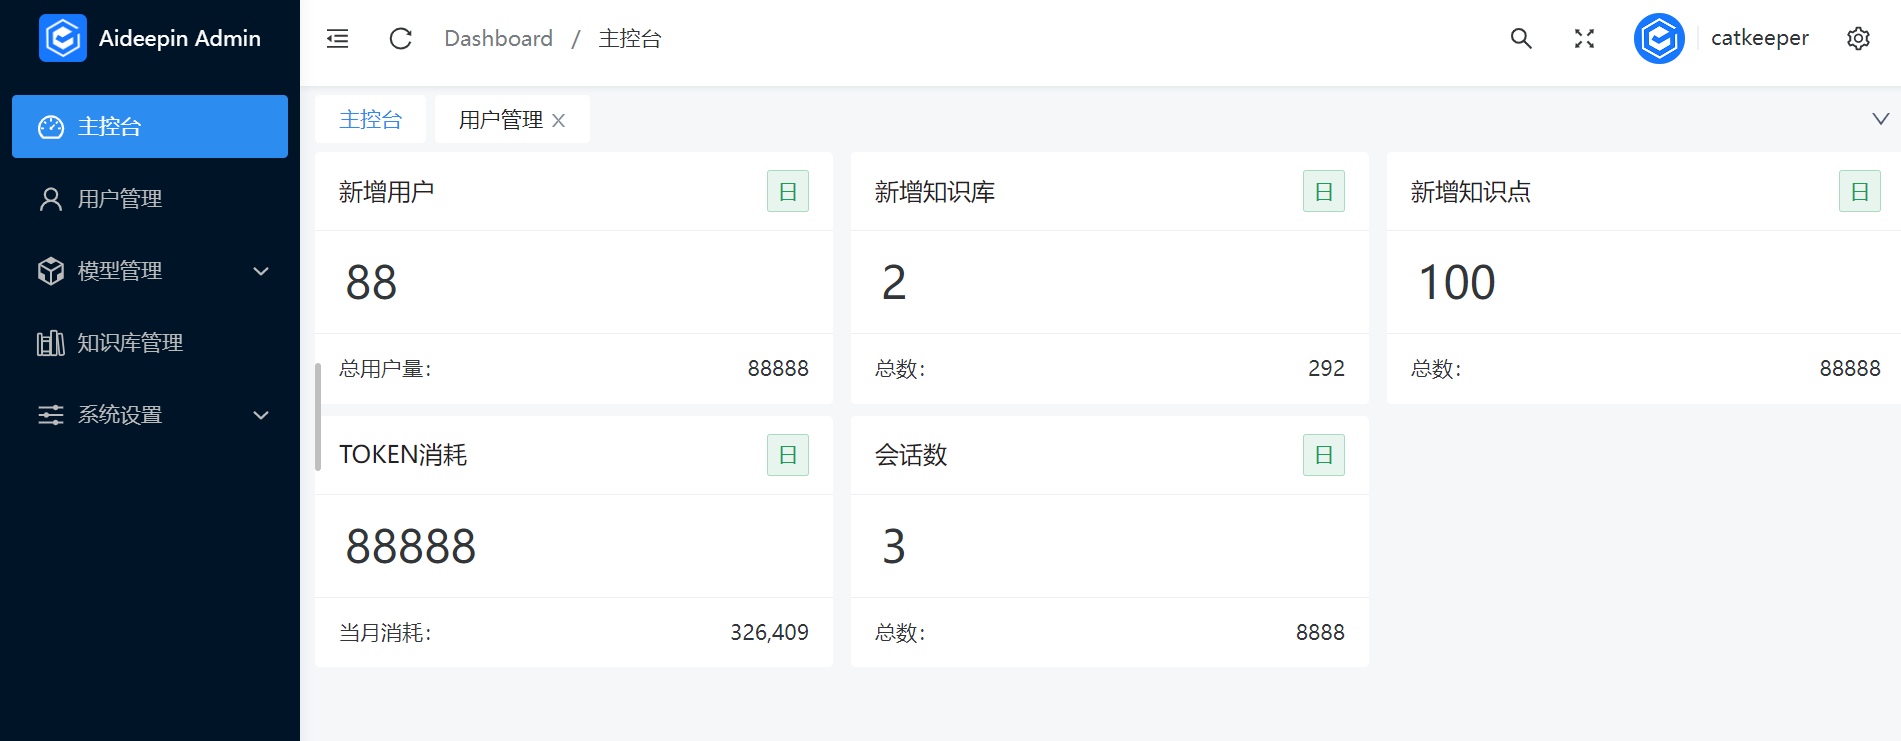 Aideepin Admin
主控台
用户管理
模型管理
知识库管理
系统设置
Dashboard / 主控台
catkeeper
主控台
用户管理
新增用户 日
88
总用户量： 88888
新增知识库 日
2
总数： 292
新增知识点 日
100
总数： 88888
TOKEN消耗 日
88888
当月消耗： 326,409
会话数 日
3
总数： 8888